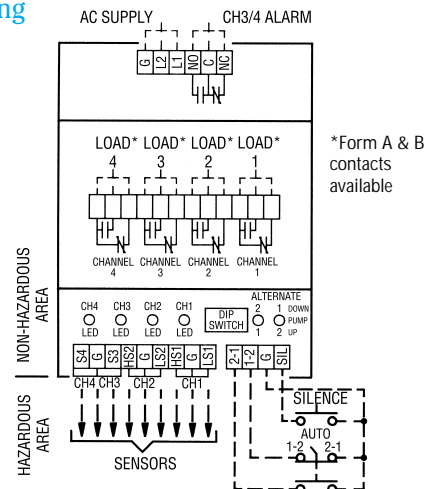 ng
AC SUPPLY CH3/4 ALARM
G L2 L1 NO C NC
LOAD* LOAD* LOAD* LOAD*
4 3 2 1
*Form A & B
contacts
available
CHANNEL CHANNEL CHANNEL CHANNEL
4 3 2 1
NON-HAZARDOUS
AREA
ALTERNATE
CH4 CH3 CH2 CH1 2 1 DOWN
DIP PUMP
LED LED LED LED SWITCH 1 2 UP
S4 G S3 HS2 G LS2 HS1 G LS1 2-1 1-2 G SIL
CH4 CH3 CH2 CH1
HAZARDOUS
AREA
SILENCE
AUTO
1-2 2-1
SENSORS